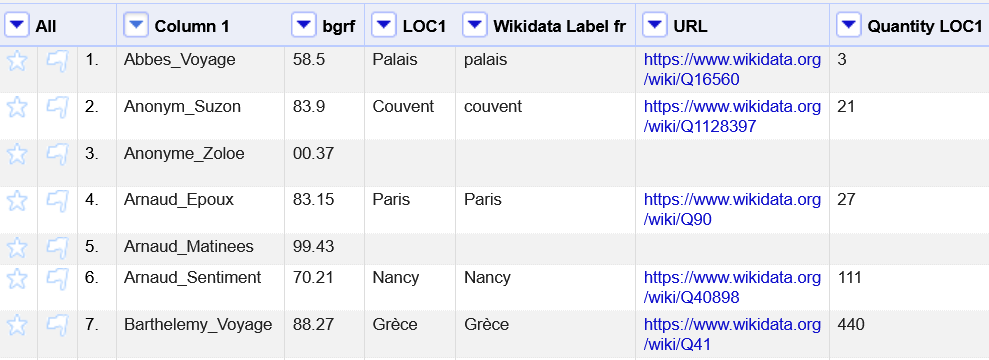 All Column 1 bgrf LOC1 Wikidata Label fr URL Quantity LOC1
1. Abbes_Voyage 58.5 Palais palais https://www.wikidata.org 3
/wiki/Q16560
2. Anonym_Suzon 83.9 Couvent couvent https://www.wikidata.org 21
/wiki/Q1128397
3. Anonyme_Zoloe 00.37
4. Arnaud_Epoux 83.15 Paris Paris https://www.wikidata.org 27
/wiki/Q90
5. Arnaud_Matinees 99.43
6. Arnaud_Sentiment 70.21 Nancy Nancy https://www.wikidata.org 111
/wiki/Q40898
7. Barthelemy_Voyage 88.27 Grèce Grèce https://www.wikidata.org 440
/wiki/Q41